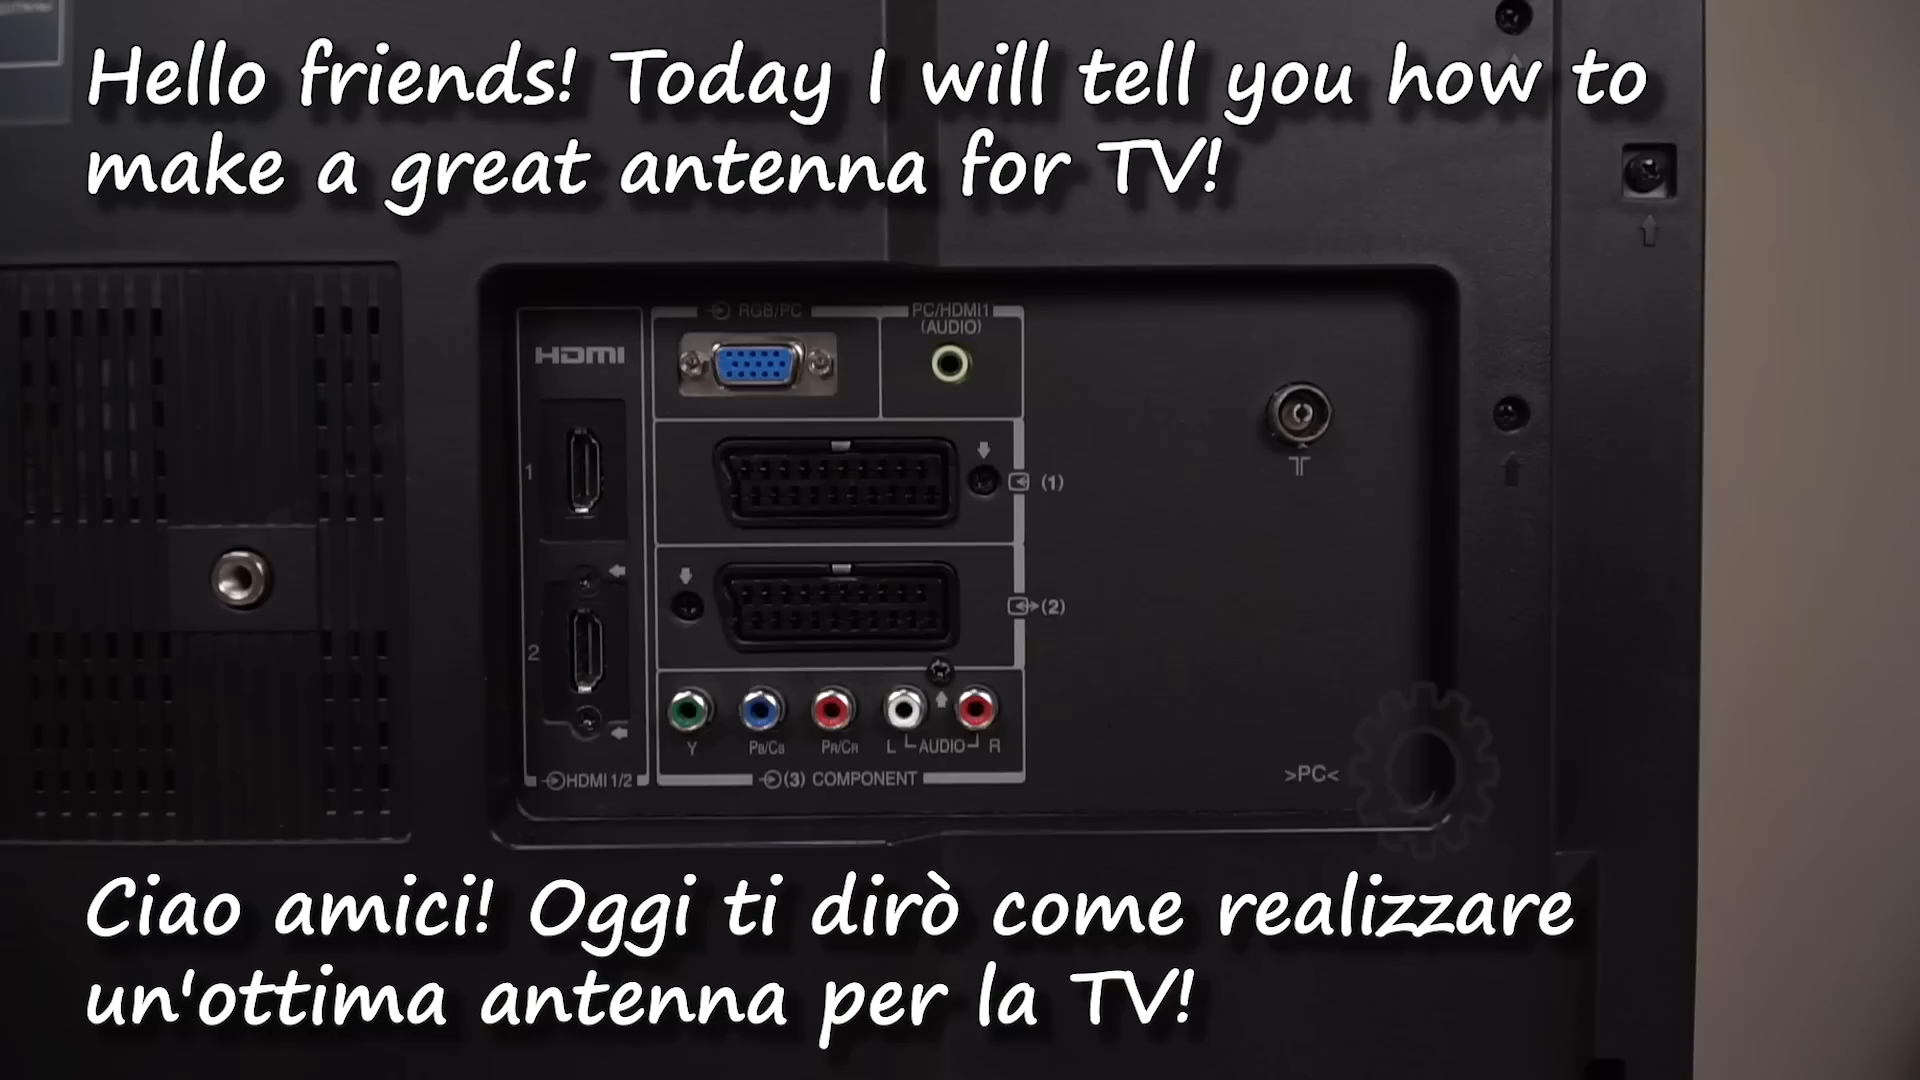 Hello friends! Today I will tell you how to
make a great antenna for TV!
RGB/PC
PC/HDMI1
(AUDIO)
HDMI
1
(1)
2
(2)
Y
PB/CB
PR/CR
L AUDIO R
HDMI 1/2
(3) COMPONENT
>PC<
Ciao amici! Oggi ti dirò come realizzare
un'ottima antenna per la TV!